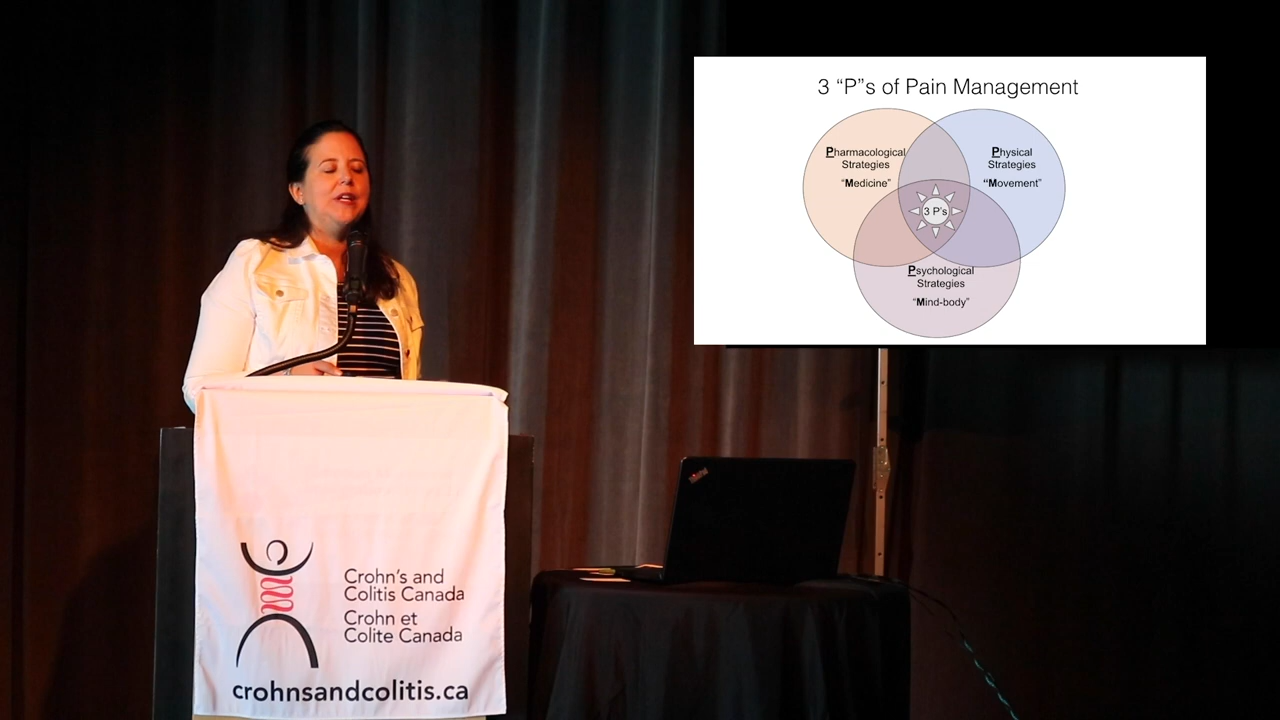 3 “P”s of Pain Management
Pharmacological
Strategies
“Medicine”
Physical
Strategies
“Movement”
3 P's
Psychological
Strategies
“Mind-body”
Crohn's and
Colitis Canada
Crohn et
Colite Canada
crohnsandcolitis.ca